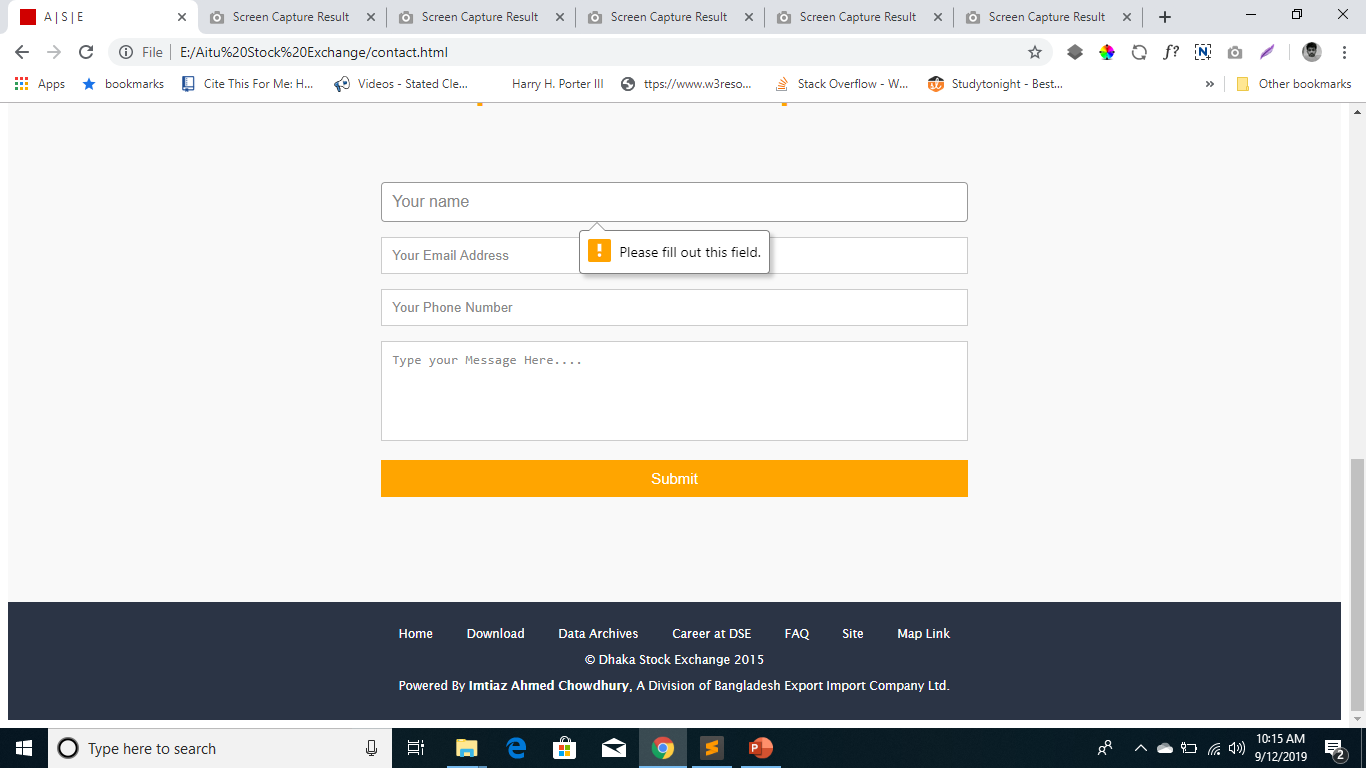 A | S | E
Screen Capture Result
Screen Capture Result
Screen Capture Result
Screen Capture Result
Screen Capture Result
File
E:/Aitu%20Stock%20Exchange/contact.html
f?
N
Apps
bookmarks
Cite This For Me: H...
Videos - Stated Cle...
Harry H. Porter III
ttps://www.w3reso...
Stack Overflow - W...
Studytonight - Best...
»
Other bookmarks
Your name
Please fill out this field.
Your Email Address
Your Phone Number
Type your Message Here....
Submit
Home Download Data Archives Career at DSE FAQ Site Map Link
© Dhaka Stock Exchange 2015
Powered By Imtiaz Ahmed Chowdhury, A Division of Bangladesh Export Import Company Ltd.
Type here to search
10:15 AM
9/12/2019
2